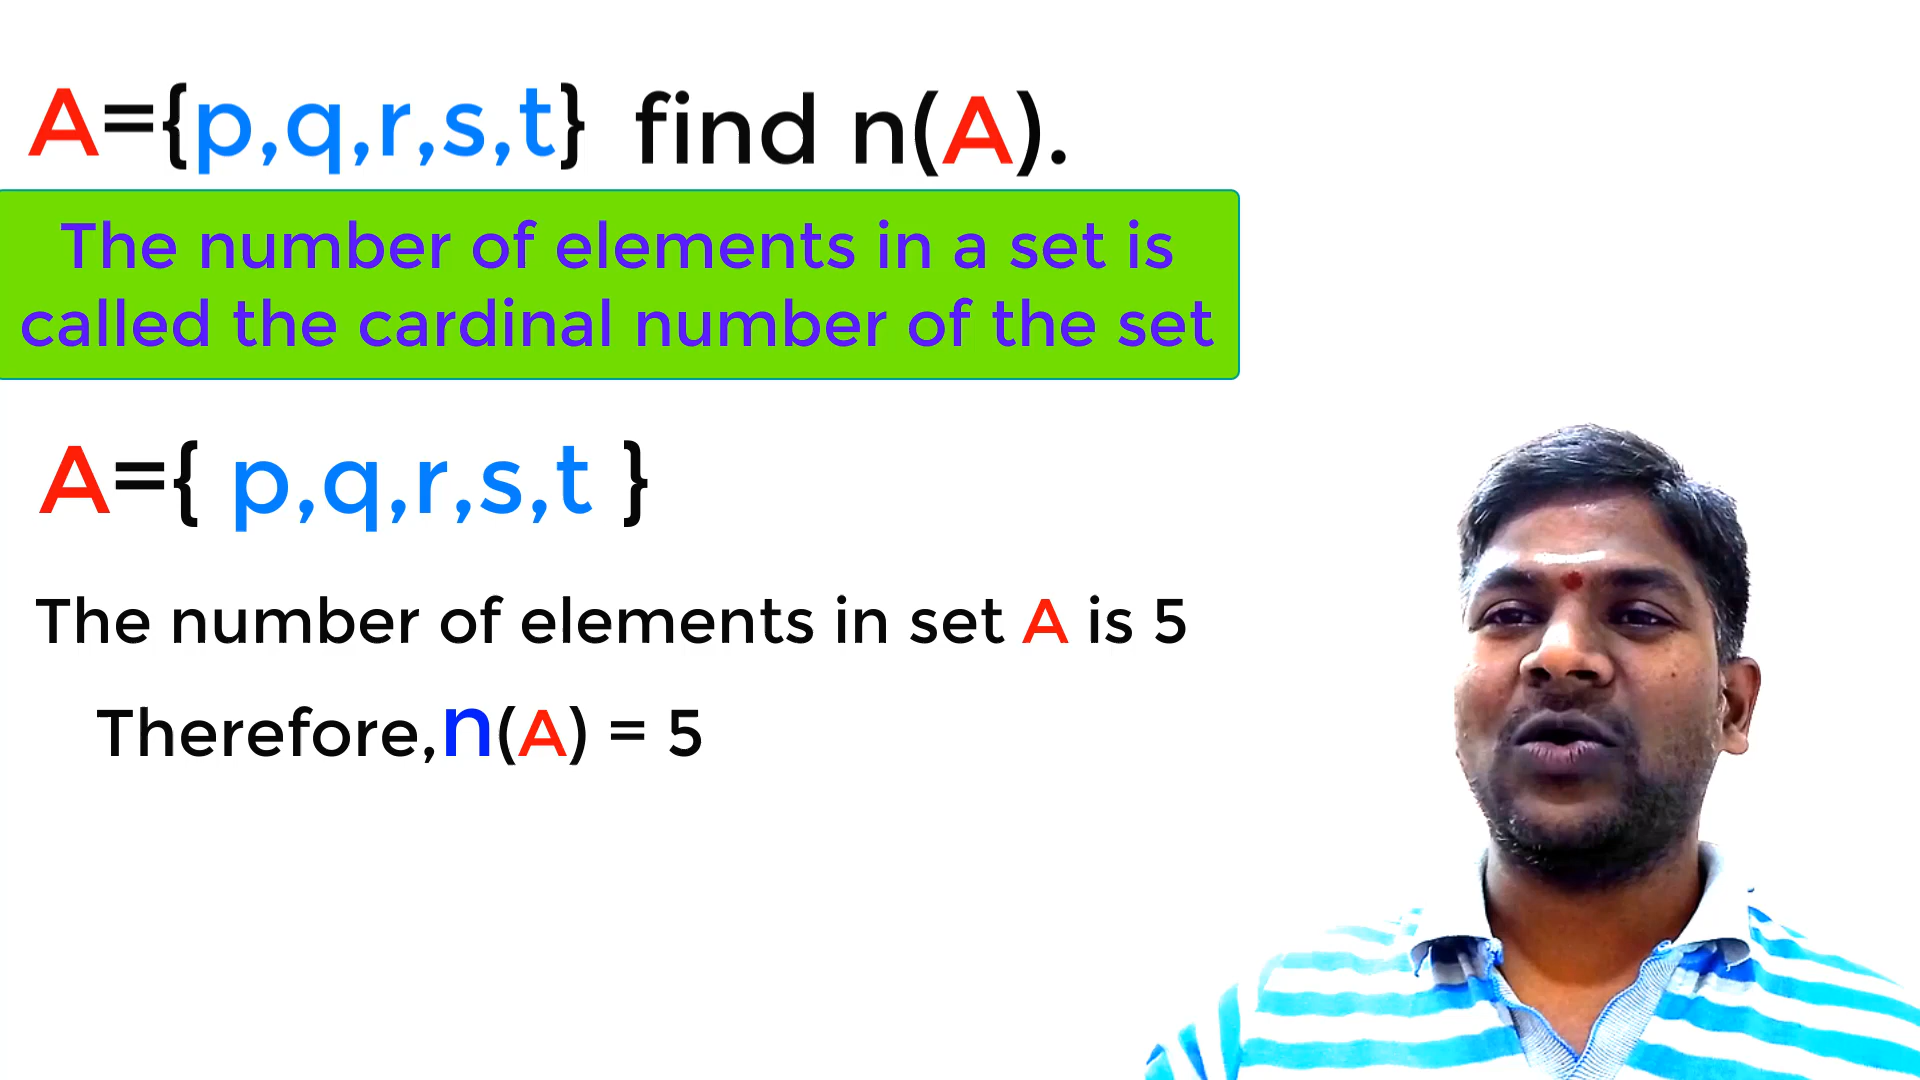 A={p,q,r,s,t} find n(A).
The number of elements in a set is
called the cardinal number of the set
A={ p,q,r,s,t }
The number of elements in set A is 5
Therefore,n(A) = 5